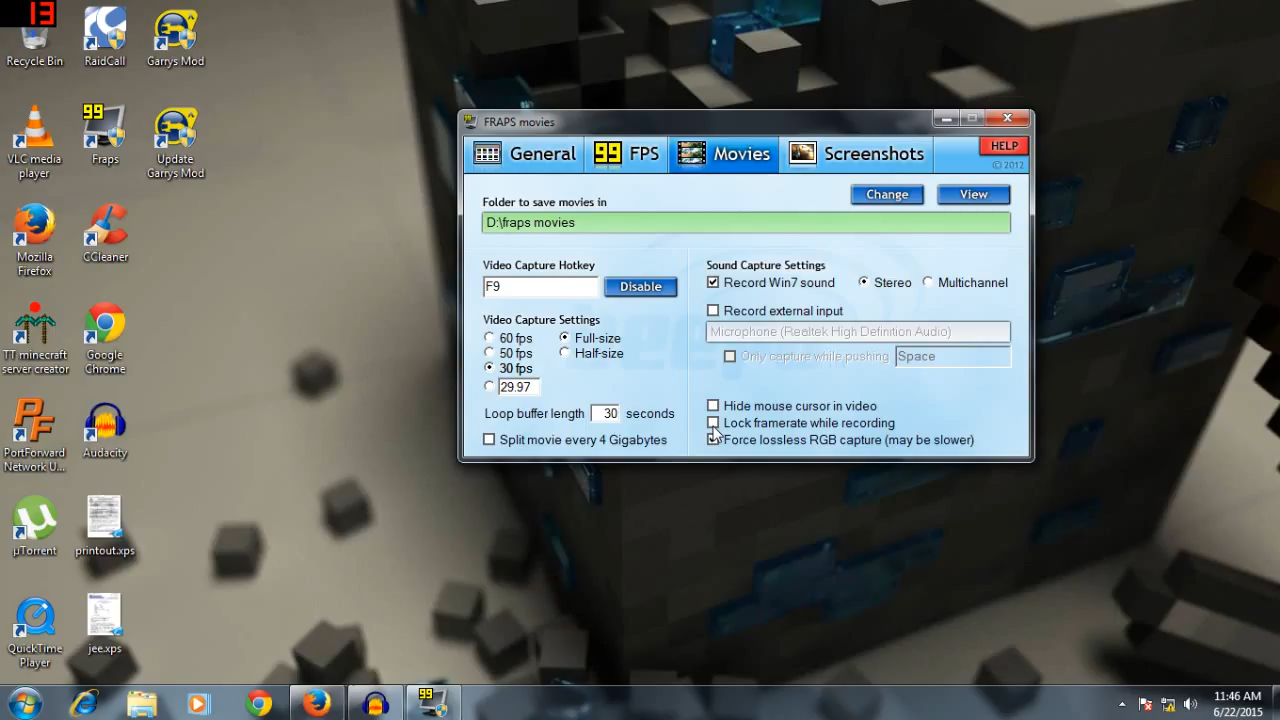 13
Recycle Bin
RaidCall
Garrys Mod
VLC media
player
99
Fraps
Update
Garrys Mod
Mozilla
Firefox
CCleaner
TT minecraft
server creator
Google
Chrome
PortForward
Network U...
Audacity
µTorrent
printout.xps
QuickTime
Player
jee.xps
FRAPS movies
General
99 FPS
Movies
Screenshots
HELP
© 2012
Folder to save movies in
Change
View
D:\fraps movies
Video Capture Hotkey
F9
Disable
Video Capture Settings
60 fps
Full-size
50 fps
Half-size
30 fps
29.97
Loop buffer length 30 seconds
Split movie every 4 Gigabytes
Sound Capture Settings
Record Win7 sound
Stereo
Multichannel
Record external input
Microphone (Realtek High Definition Audio)
Only capture while pushing
Space
Hide mouse cursor in video
Lock framerate while recording
Force lossless RGB capture (may be slower)
99
11:46 AM
6/22/2015